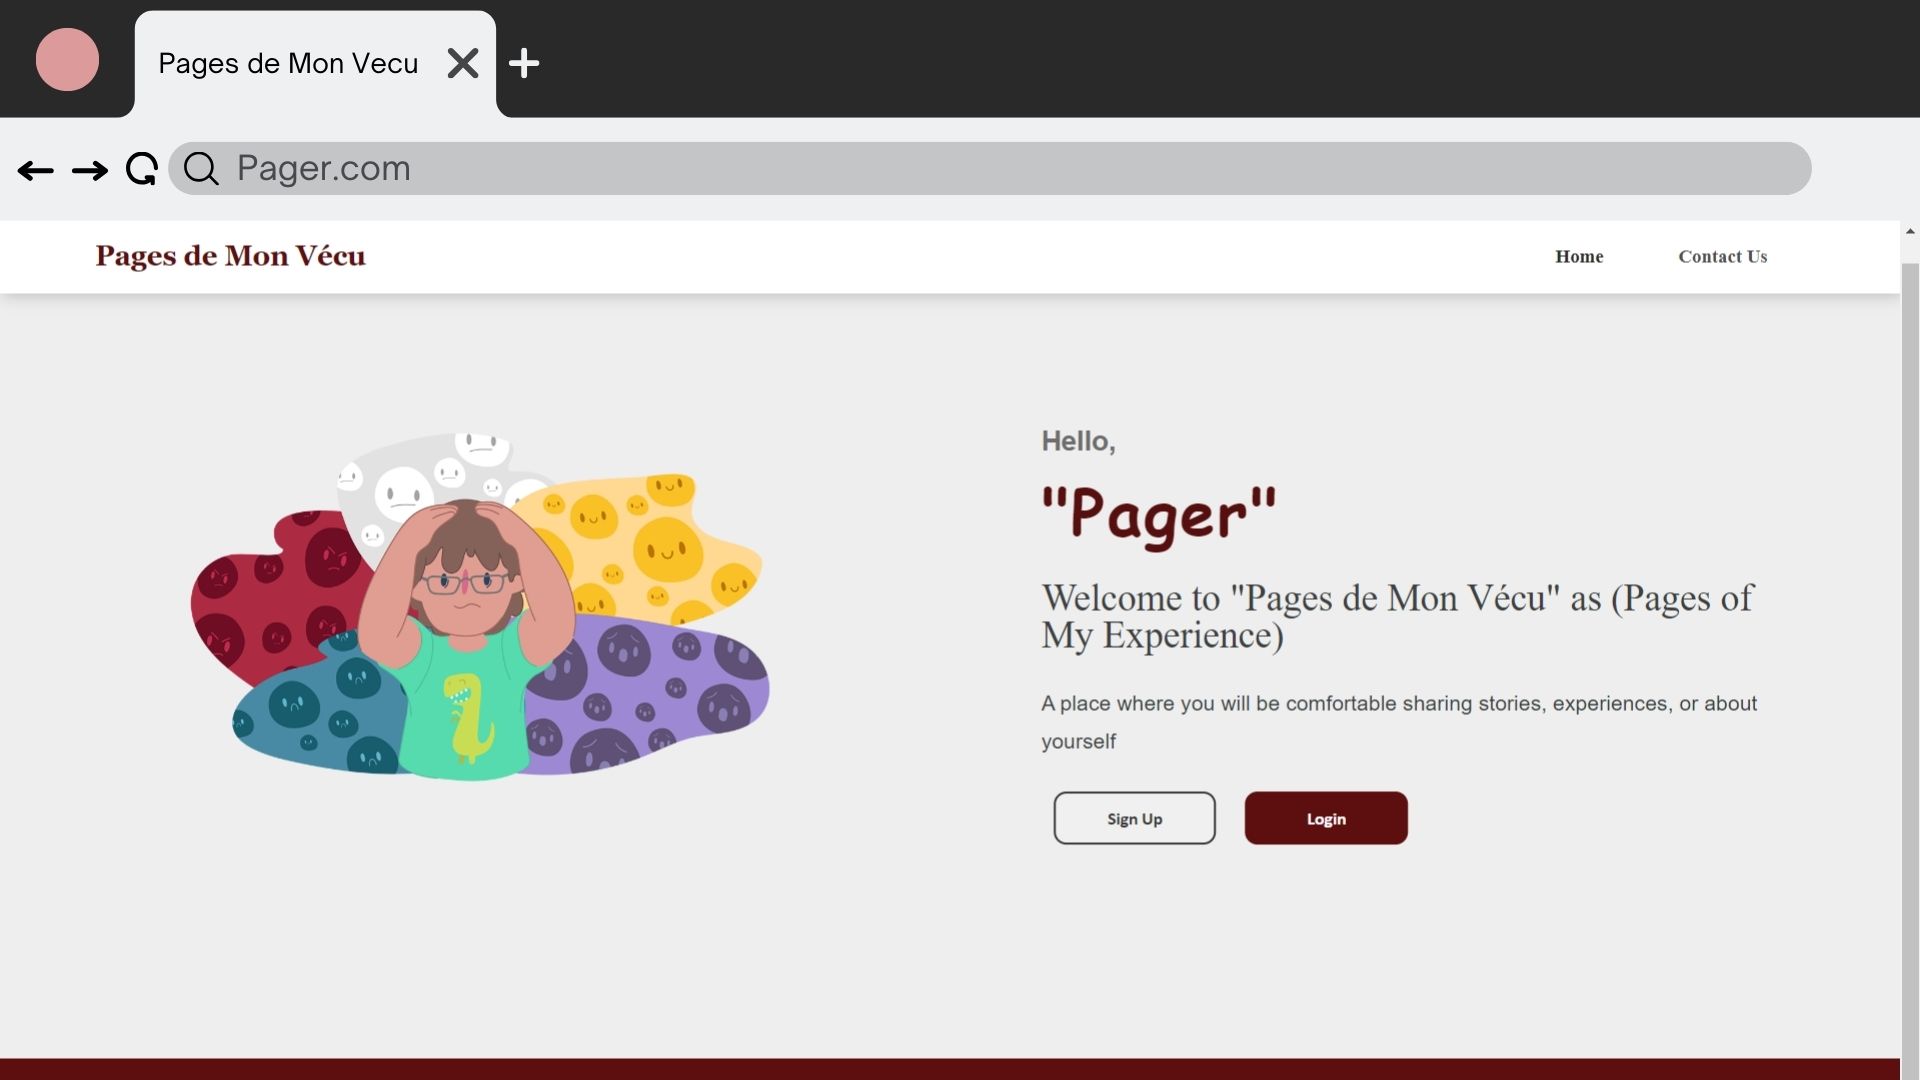 Pages de Mon Vecu
Pager.com
Pages de Mon Vécu
Home
Contact Us
Hello,
"Pager"
Welcome to "Pages de Mon Vécu" as (Pages of
My Experience)
A place where you will be comfortable sharing stories, experiences, or about
yourself
Sign Up
Login